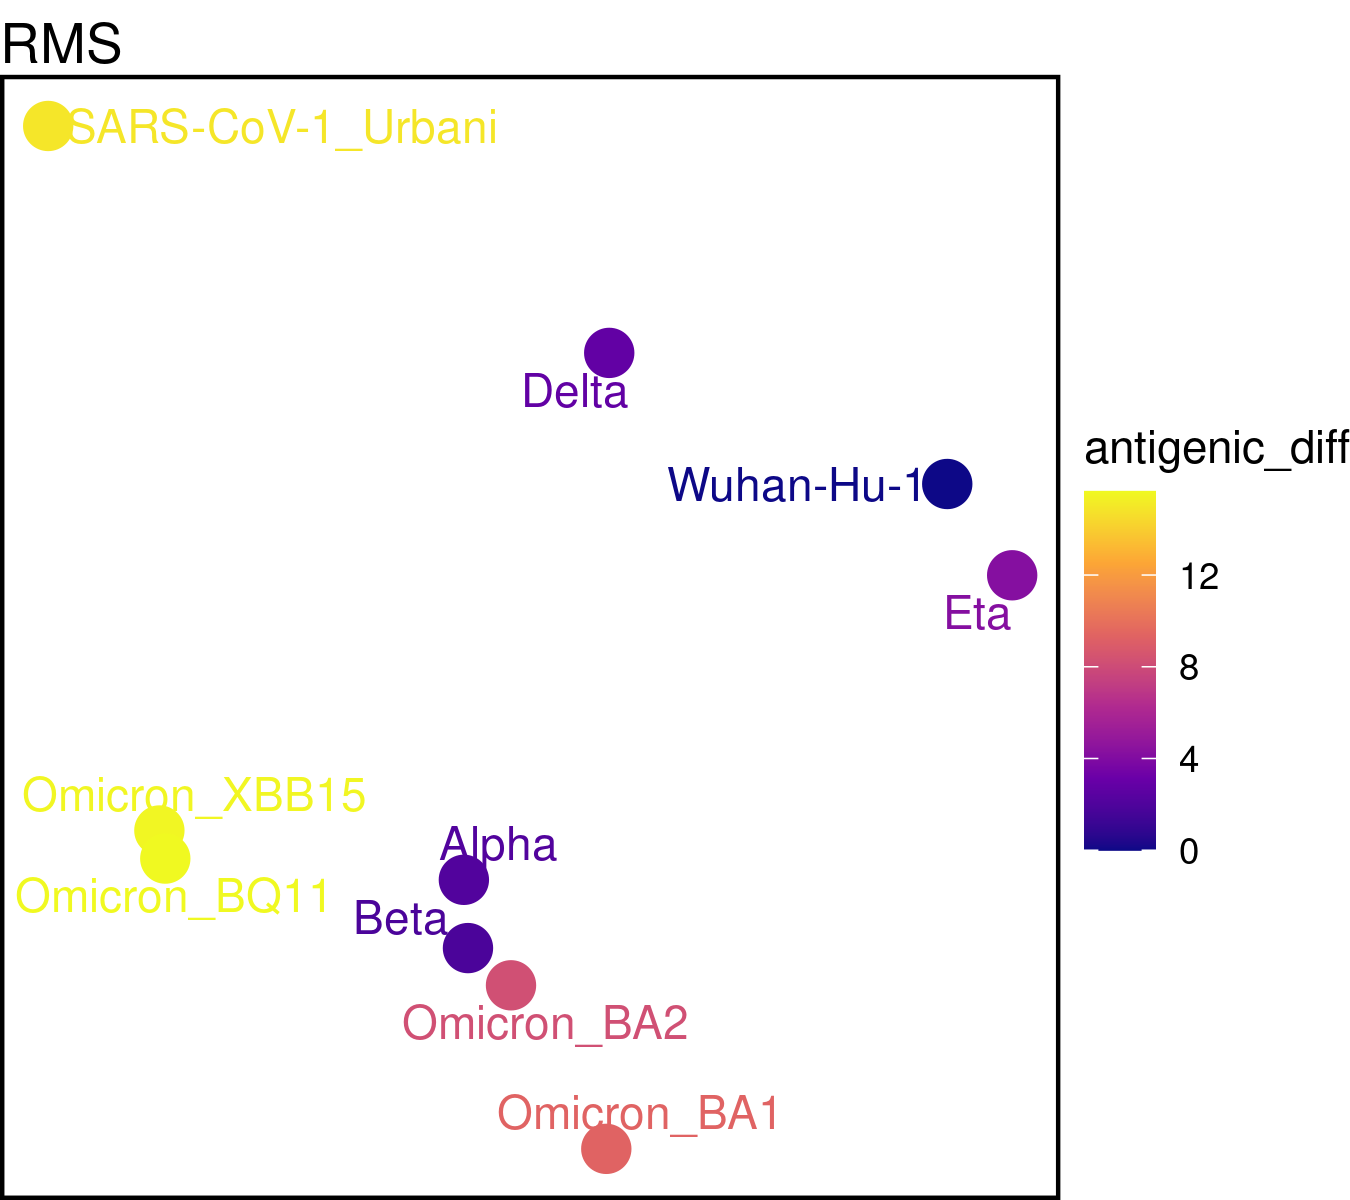 RMS
SARS-CoV-1_Urbani
Delta
Wuhan-Hu-1
Eta
Omicron_XBB15
Omicron_BQ11
Alpha
Beta
Omicron_BA2
Omicron_BA1
antigenic_diff
12
8
4
0